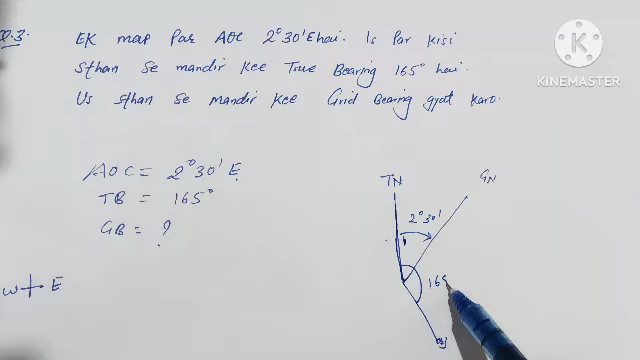 Q.3. EK map Par AOC 2°30'E hai. Is Par Kisi
Sthan Se mandir Kee True Bearing 165° hai.
Us Sthan Se mandir Kee Grid Bearing gyat Karo.
K
KINEMASTER
AOC = 2°30' E.
TB = 165°
GB = ?
W E
TN
GN
2°30'
165
obj